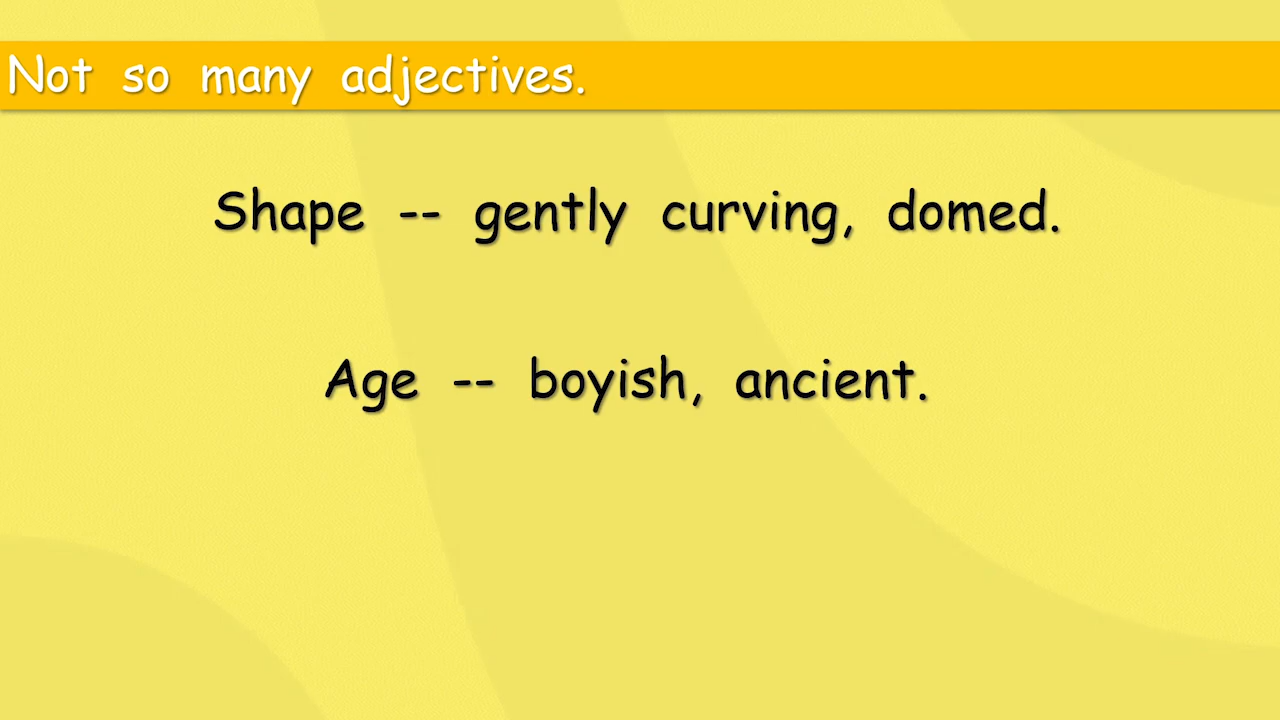 Not so many adjectives.
Shape -- gently curving, domed.
Age -- boyish, ancient.